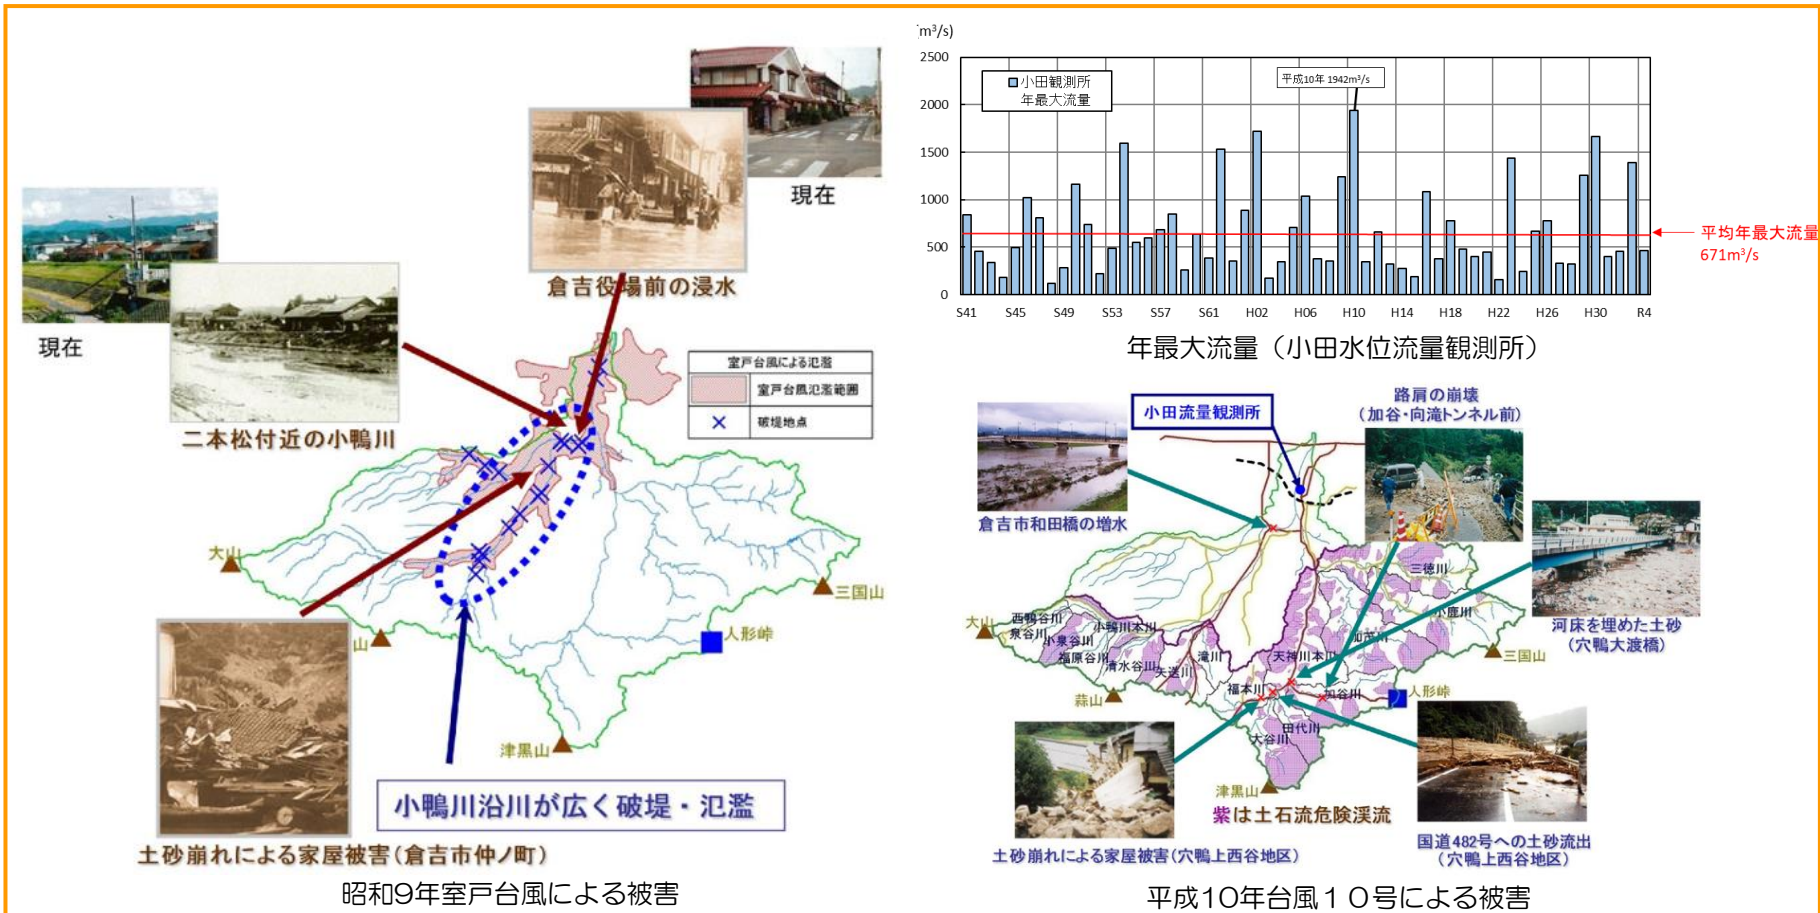 現在
倉吉役場前の浸水
現在
二本松付近の小鴨川
室戸台風による氾濫
室戸台風氾濫範囲
破堤地点
大山
山
三国山
人形峠
津黒山
小鴨川沿川が広く破堤・氾濫
土砂崩れによる家屋被害(倉吉市仲ノ町)
昭和9年室戸台風による被害
(m³/s)
2500
2000
1500
1000
500
0
小田観測所
年最大流量
平成10年 1942m³/s
平均年最大流量
671m³/s
S41 S45 S49 S53 S57 S61 H02 H06 H10 H14 H18 H22 H26 H30 R4
年最大流量（小田水位流量観測所）
小田流量観測所
路肩の崩壊
(加谷・向滝トンネル前)
倉吉市和田橋の増水
河床を埋めた土砂
(穴鴨大渡橋)
三徳川
小鹿川
加茂川
天神川本川
西鴨谷川
泉谷川
小泉谷川
小鴨川本川
福原谷川
清水谷川
矢送川
滝川
福本川
加谷川
田代川
大谷川
大山
蒜山
三国山
人形峠
津黒山
紫は土石流危険渓流
土砂崩れによる家屋被害(穴鴨上西谷地区)
国道482号への土砂流出
(穴鴨上西谷地区)
平成10年台風１０号による被害